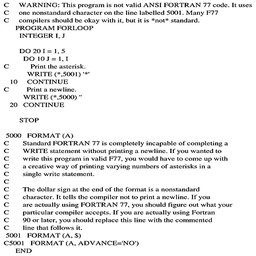 C WARNING: This program is not valid ANSI FORTRAN 77 code. It uses
C one nonstandard character on the line labelled 5001. Many F77
C compilers should be okay with it, but it is *not* standard.
PROGRAM FORLOOP
INTEGER I, J
DO 20 I = 1, 5
DO 10 J = 1, I
C Print the asterisk.
WRITE (*,5001) '*'
10 CONTINUE
C Print a newline.
WRITE (*,5000) ''
20 CONTINUE
STOP
5000 FORMAT (A)
C Standard FORTRAN 77 is completely incapable of completing a
C WRITE statement without printing a newline. If you wanted to
C write this program in valid F77, you would have to come up with
C a creative way of printing varying numbers of asterisks in a
C single write statement.
C
C The dollar sign at the end of the format is a nonstandard
C character. It tells the compiler not to print a newline. If you
C are actually using FORTRAN 77, you should figure out what your
C particular compiler accepts. If you are actually using Fortran
C 90 or later, you should replace this line with the commented
C line that follows it.
5001 FORMAT (A, $)
C5001 FORMAT (A, ADVANCE='NO')
END